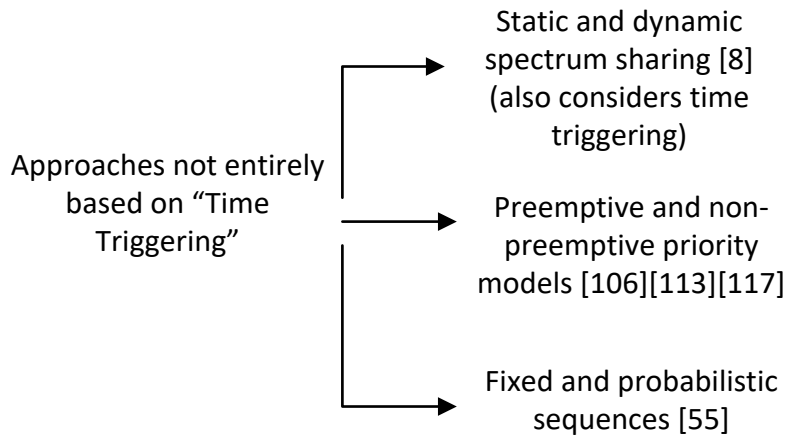 Approaches not entirely
based on “Time
Triggering”
Static and dynamic
spectrum sharing [8]
(also considers time
triggering)
Preemptive and non-
preemptive priority
models [106][113][117]
Fixed and probabilistic
sequences [55]